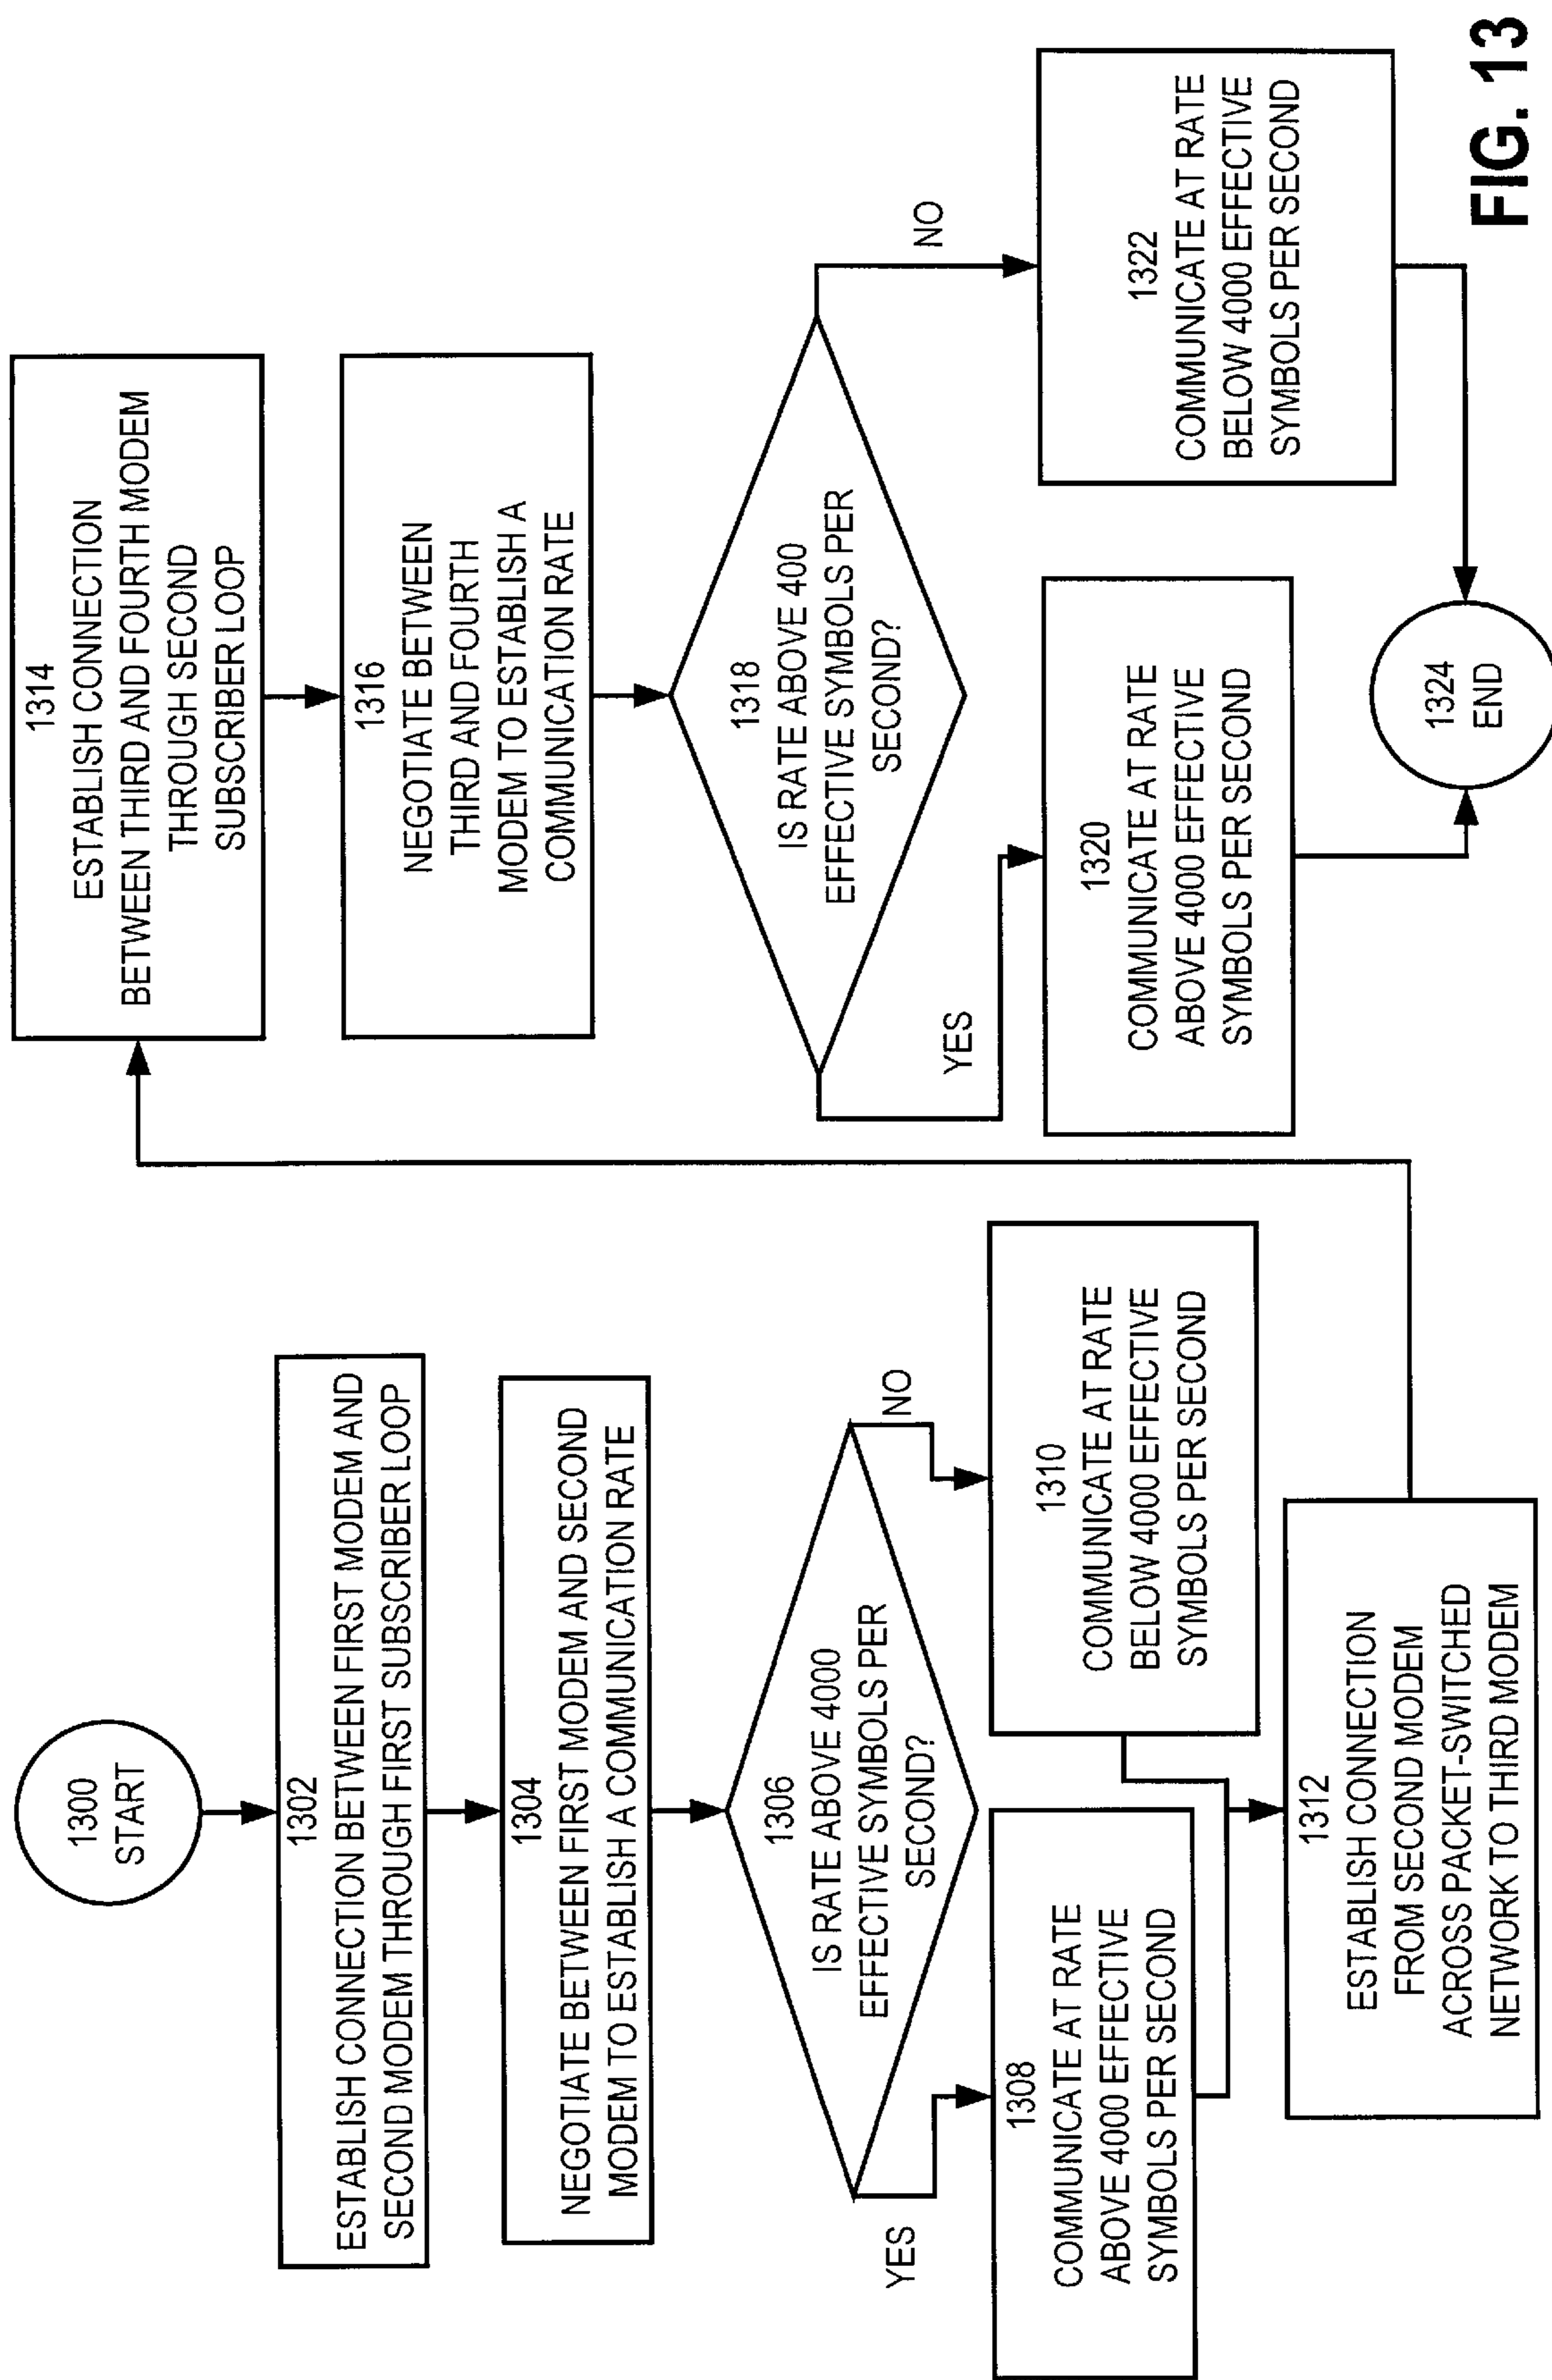 1300
START
1302
ESTABLISH CONNECTION BETWEEN FIRST MODEM AND
SECOND MODEM THROUGH FIRST SUBSCRIBER LOOP
1304
NEGOTIATE BETWEEN FIRST MODEM AND SECOND
MODEM TO ESTABLISH A COMMUNICATION RATE
1306
IS RATE ABOVE 4000
EFFECTIVE SYMBOLS PER
SECOND?
YES
NO
1308
COMMUNICATE AT RATE
ABOVE 4000 EFFECTIVE
SYMBOLS PER SECOND
1310
COMMUNICATE AT RATE
BELOW 4000 EFFECTIVE
SYMBOLS PER SECOND
1312
ESTABLISH CONNECTION
FROM SECOND MODEM
ACROSS PACKET-SWITCHED
NETWORK TO THIRD MODEM
1314
ESTABLISH CONNECTION
BETWEEN THIRD AND FOURTH MODEM
THROUGH SECOND
SUBSCRIBER LOOP
1316
NEGOTIATE BETWEEN
THIRD AND FOURTH
MODEM TO ESTABLISH A
COMMUNICATION RATE
1318
IS RATE ABOVE 400
EFFECTIVE SYMBOLS PER
SECOND?
YES
NO
1320
COMMUNICATE AT RATE
ABOVE 4000 EFFECTIVE
SYMBOLS PER SECOND
1322
COMMUNICATE AT RATE
BELOW 4000 EFFECTIVE
SYMBOLS PER SECOND
1324
END
FIG. 13